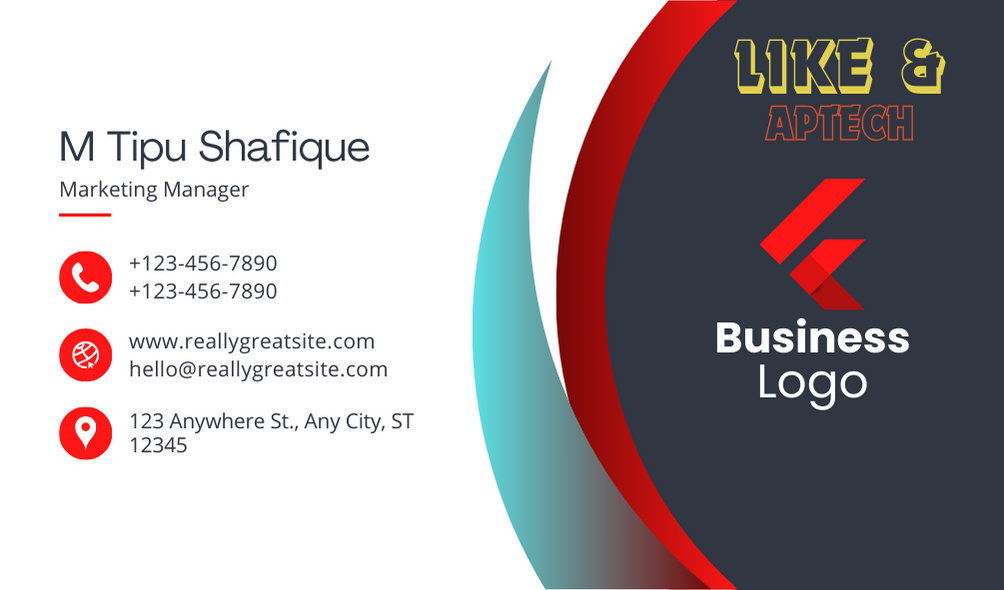 M Tipu Shafique
Marketing Manager
+123-456-7890
+123-456-7890
www.reallygreatsite.com
hello@reallygreatsite.com
123 Anywhere St., Any City, ST
12345
LIKE &
APTECH
Business
Logo